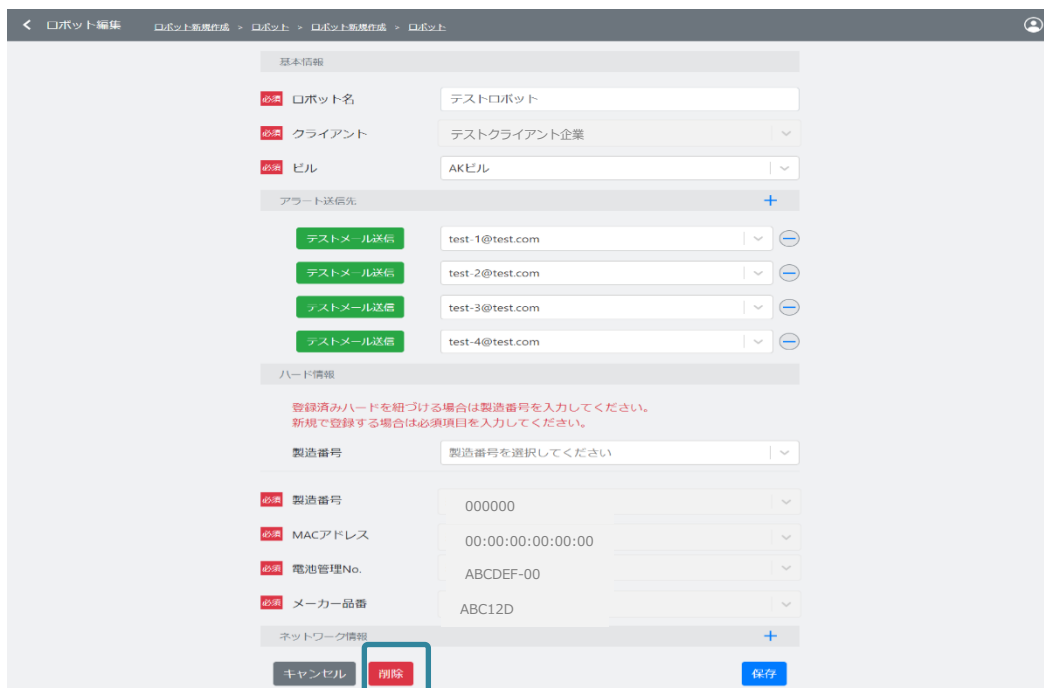 ロボット編集 ロボット新規作成 > ロボット > ロボット新規作成 > ロボット
基本情報
必須 ロボット名 テストロボット
必須 クライアント テストクライアント企業
必須 ビル AKビル
アラート送信先 +
テストメール送信 test-1@test.com
テストメール送信 test-2@test.com
テストメール送信 test-3@test.com
テストメール送信 test-4@test.com
ハード情報
登録済みハードを紐づける場合は製造番号を入力してください。
新規で登録する場合は必須項目を入力してください。
製造番号 製造番号を選択してください
必須 製造番号 000000
必須 MACアドレス 00:00:00:00:00:00
必須 電池管理No. ABCDEF-00
必須 メーカー品番 ABC12D
ネットワーク情報 +
キャンセル 削除 保存